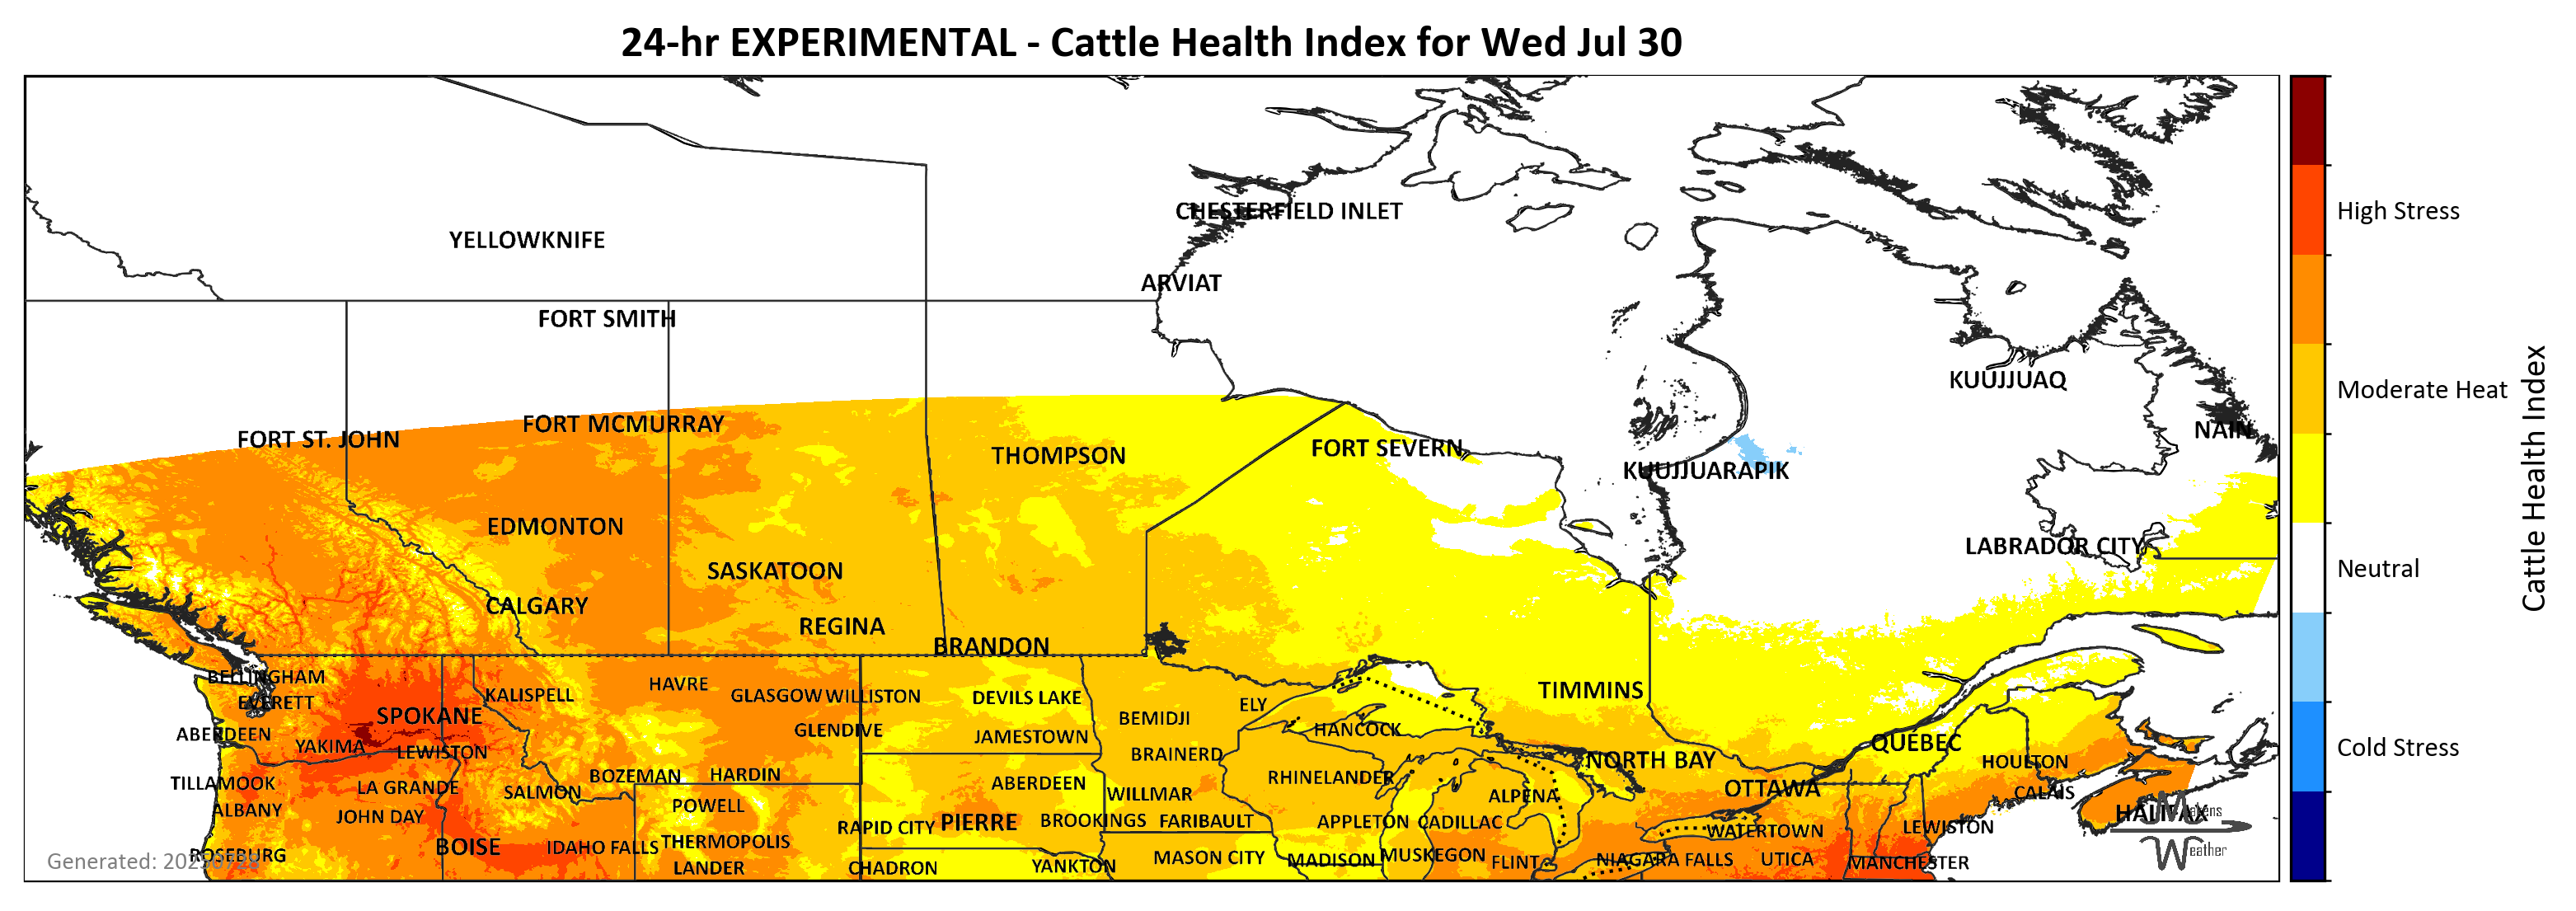 24-hr EXPERIMENTAL - Cattle Health Index for Wed Jul 30
CHESTERFIELD INLET
High Stress
YELLOWKNIFE
ARVIAT
FORT SMITH
KUUJJUAQ
Moderate Heat
FORT MCMURRAY
FORT ST. JOHN
NAIN
FORT SEVERN
THOMPSON
KUUJJUARAPIK
Cattle Health Index
EDMONTON
LABRADOR CITY
SASKATOON
Neutral
CALGARY
REGINA
BRANDON
BELLINGHAM
HAVRE
KALISPELL
GLASGOW
WILLISTON
DEVILS LAKE
TIMMINS
EVERETT
ELY
SPOKANE
BEMIDJI
ABERDEEN
GLENDIVE
JAMESTOWN
HANCOCK
QUEBEC
YAKIMA
LEWISTON
BRAINERD
NORTH BAY
HOULTON
Cold Stress
BOZEMAN
HARDIN
RHINELANDER
TILLAMOOK
LA GRANDE
SALMON
ABERDEEN
WILLMAR
ALPENA
OTTAWA
CALAIS
ALBANY
JOHN DAY
POWELL
RAPID CITY
PIERRE
BROOKINGS
FARIBAULT
APPLETON
CADILLAC
WATERTOWN
LEWISTON
HALIFAX
Makens
Weather
BOISE
IDAHO FALLS
THERMOPOLIS
ROSEBURG
MASON CITY
MADISON
MUSKEGON
FLINT
NIAGARA FALLS
UTICA
MANCHESTER
LANDER
CHADRON
YANKTON
Generated: